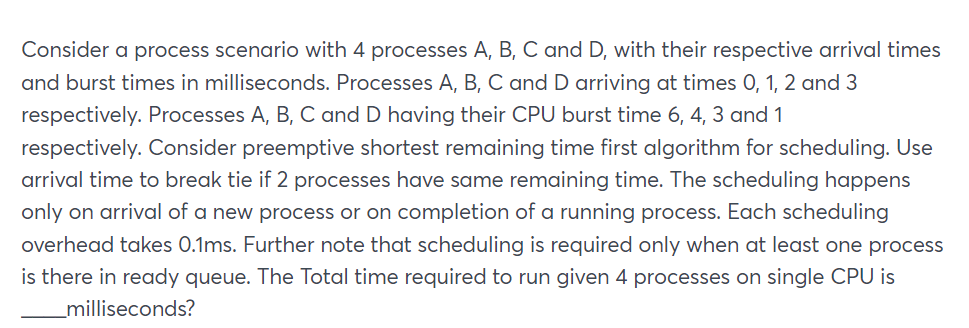 Consider a process scenario with 4 processes A, B, C and D, with their respective arrival times
and burst times in milliseconds. Processes A, B, C and D arriving at times 0, 1, 2 and 3
respectively. Processes A, B, C and D having their CPU burst time 6, 4, 3 and 1
respectively. Consider preemptive shortest remaining time first algorithm for scheduling. Use
arrival time to break tie if 2 processes have same remaining time. The scheduling happens
only on arrival of a new process or on completion of a running process. Each scheduling
overhead takes 0.1ms. Further note that scheduling is required only when at least one process
is there in ready queue. The Total time required to run given 4 processes on single CPU is
____milliseconds?